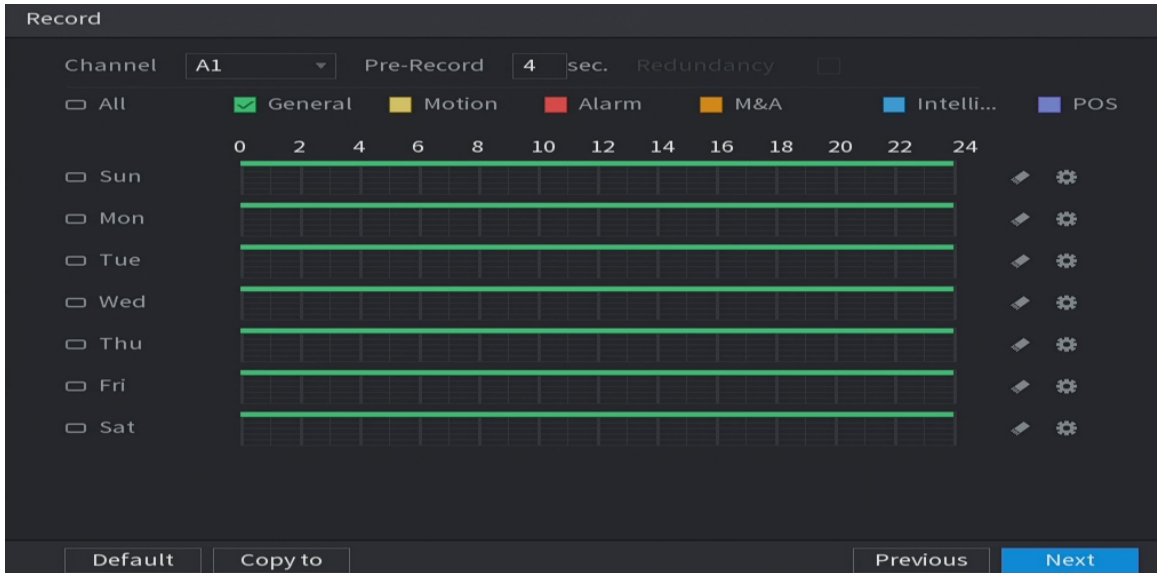 Record
Channel A1 Pre-Record 4 sec. Redundancy
All General Motion Alarm M&A Intelli... POS
0 2 4 6 8 10 12 14 16 18 20 22 24
Sun
Mon
Tue
Wed
Thu
Fri
Sat
Default Copy to Previous Next